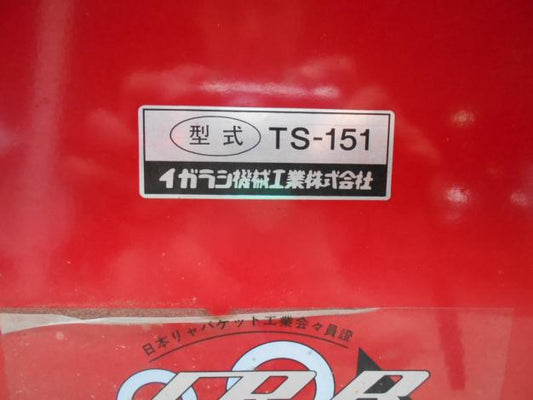 型式 TS-151
イガラシ機械工業株式会社
日本リヤバケット工業会々員證